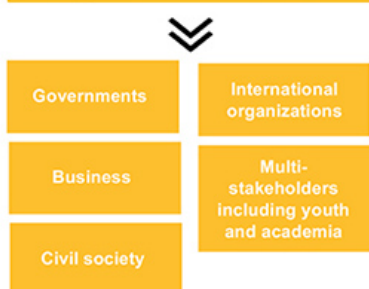 Governments
Business
Civil society
International
organizations
Multi-
stakeholders
including youth
and academia